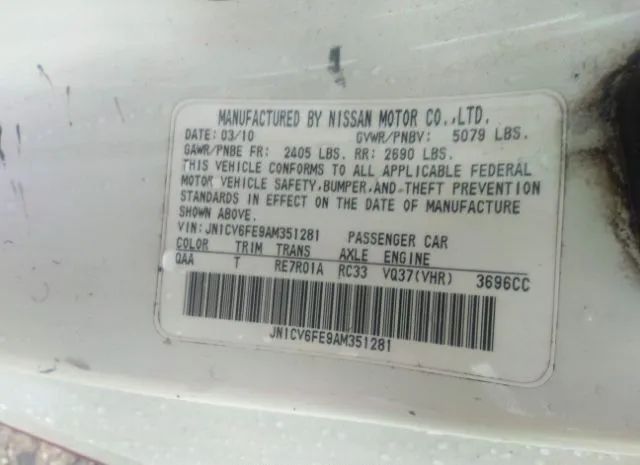 MANUFACTURED BY NISSAN MOTOR CO.,LTD.
DATE: 03/10 GVWR/PNBV: 5079 LBS.
GAWR/PNBE FR: 2405 LBS. RR: 2690 LBS.
THIS VEHICLE CONFORMS TO ALL APPLICABLE FEDERAL
MOTOR VEHICLE SAFETY,BUMPER,AND THEFT PREVENTION
STANDARDS IN EFFECT ON THE DATE OF MANUFACTURE
SHOWN ABOVE.
VIN: JN1CV6FE9AM351281 PASSENGER CAR
COLOR TRIM TRANS AXLE ENGINE
QAA T RE7R01A RC33 VQ37(VHR) 3696CC
JN1CV6FE9AM351281